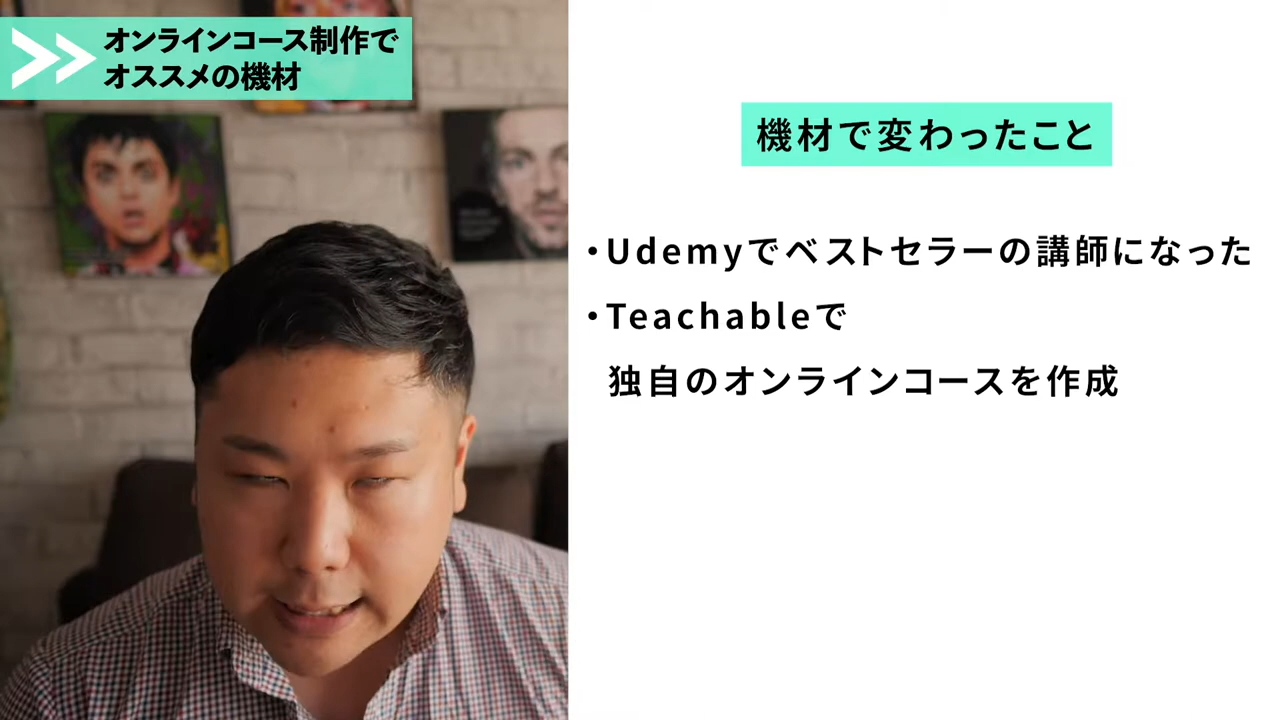 オンラインコース制作で
オススメの機材
機材で変わったこと
・Udemyでベストセラーの講師になった
・Teachableで
独自のオンラインコースを作成